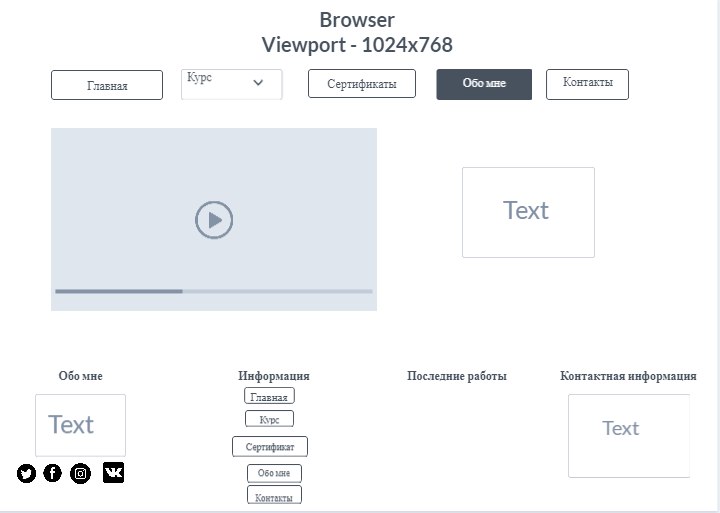 Browser
Viewport - 1024x768
Главная
Курс
Сертификаты
Обо мне
Контакты
Text
Обо мне
Информация
Последние работы
Контактная информация
Text
Главная
Курс
Сертификат
Обо мне
Контакты
Text